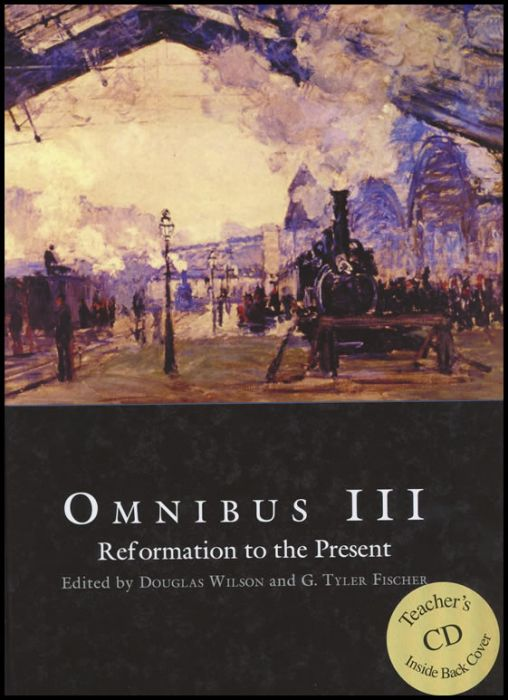 OMNIBUS III
Reformation to the Present
Edited by DOUGLAS WILSON and G. TYLER FISCHER
Teacher's
CD
Inside Back Cover